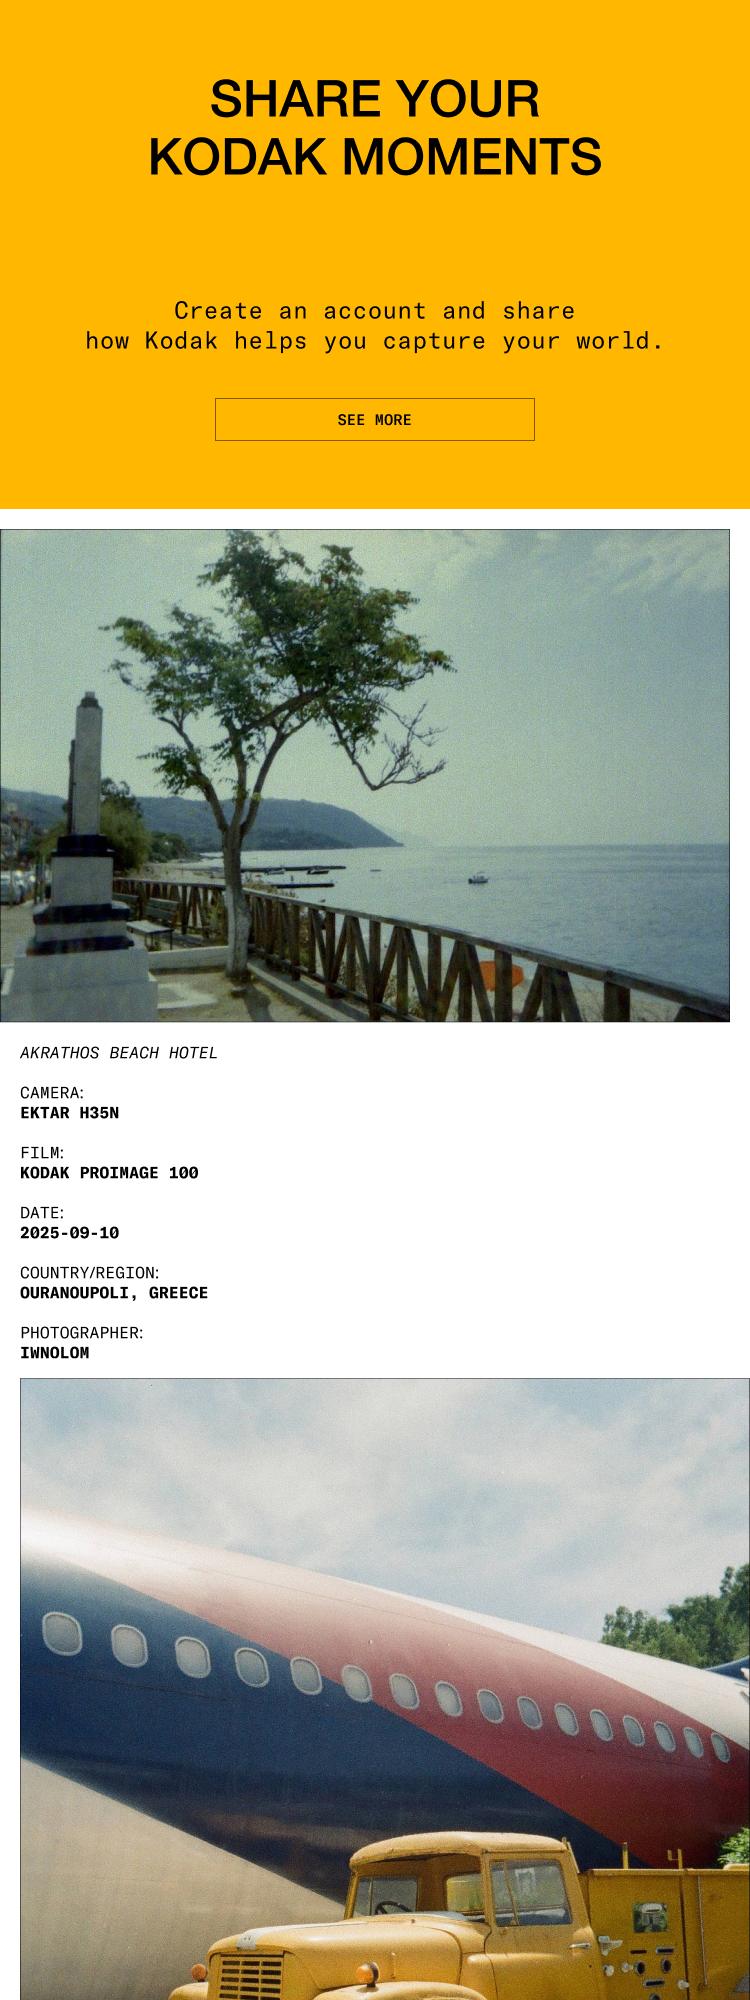 SHARE YOUR
KODAK MOMENTS
Create an account and share
how Kodak helps you capture your world.
SEE MORE
AKRATHOS BEACH HOTEL
CAMERA:
EKTAR H35N
FILM:
KODAK PROIMAGE 100
DATE:
2025-09-10
COUNTRY/REGION:
OURANOUPOLI, GREECE
PHOTOGRAPHER:
IWNOLOM